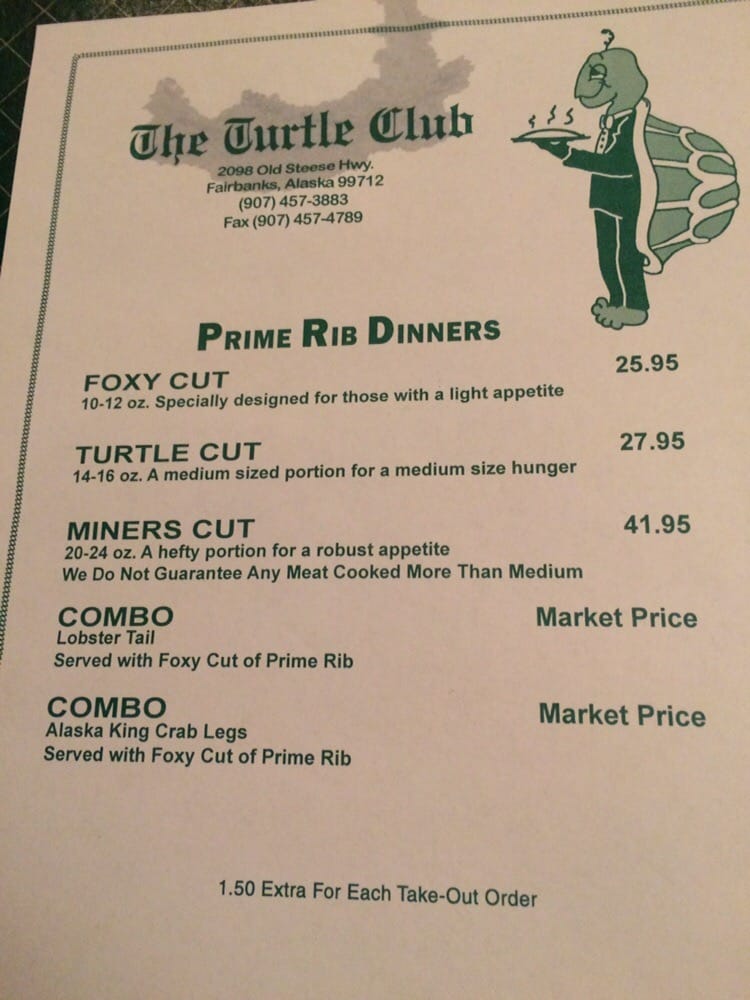 The Turtle Club
2098 Old Steese Hwy.
Fairbanks, Alaska 99712
(907) 457-3883
Fax (907) 457-4789
PRIME RIB DINNERS
FOXY CUT 25.95
10-12 oz. Specially designed for those with a light appetite
TURTLE CUT 27.95
14-16 oz. A medium sized portion for a medium size hunger
MINERS CUT 41.95
20-24 oz. A hefty portion for a robust appetite
We Do Not Guarantee Any Meat Cooked More Than Medium
COMBO Market Price
Lobster Tail
Served with Foxy Cut of Prime Rib
COMBO Market Price
Alaska King Crab Legs
Served with Foxy Cut of Prime Rib
1.50 Extra For Each Take-Out Order